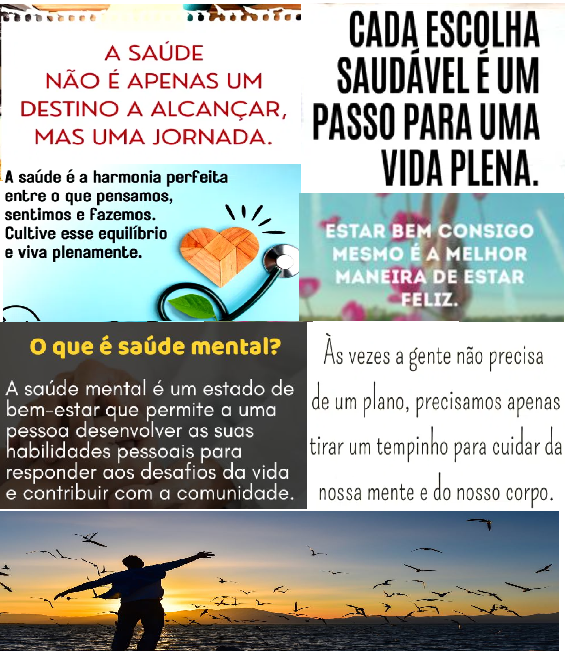 A SAÚDE
NÃO É APENAS UM
DESTINO A ALCANÇAR,
MAS UMA JORNADA.
CADA ESCOLHA
SAUDÁVEL É UM
PASSO PARA UMA
VIDA PLENA.
A saúde é a harmonia perfeita
entre o que pensamos,
sentimos e fazemos.
Cultive esse equilíbrio
e viva plenamente.
ESTAR BEM CONSIGO
MESMO É A MELHOR
MANEIRA DE ESTAR
FELIZ.
O que é saúde mental?
A saúde mental é um estado de
bem-estar que permite a uma
pessoa desenvolver as suas
habilidades pessoais para
responder aos desafios da vida
e contribuir com a comunidade.
Às vezes a gente não precisa
de um plano, precisamos apenas
tirar um tempinho para cuidar da
nossa mente e do nosso corpo.